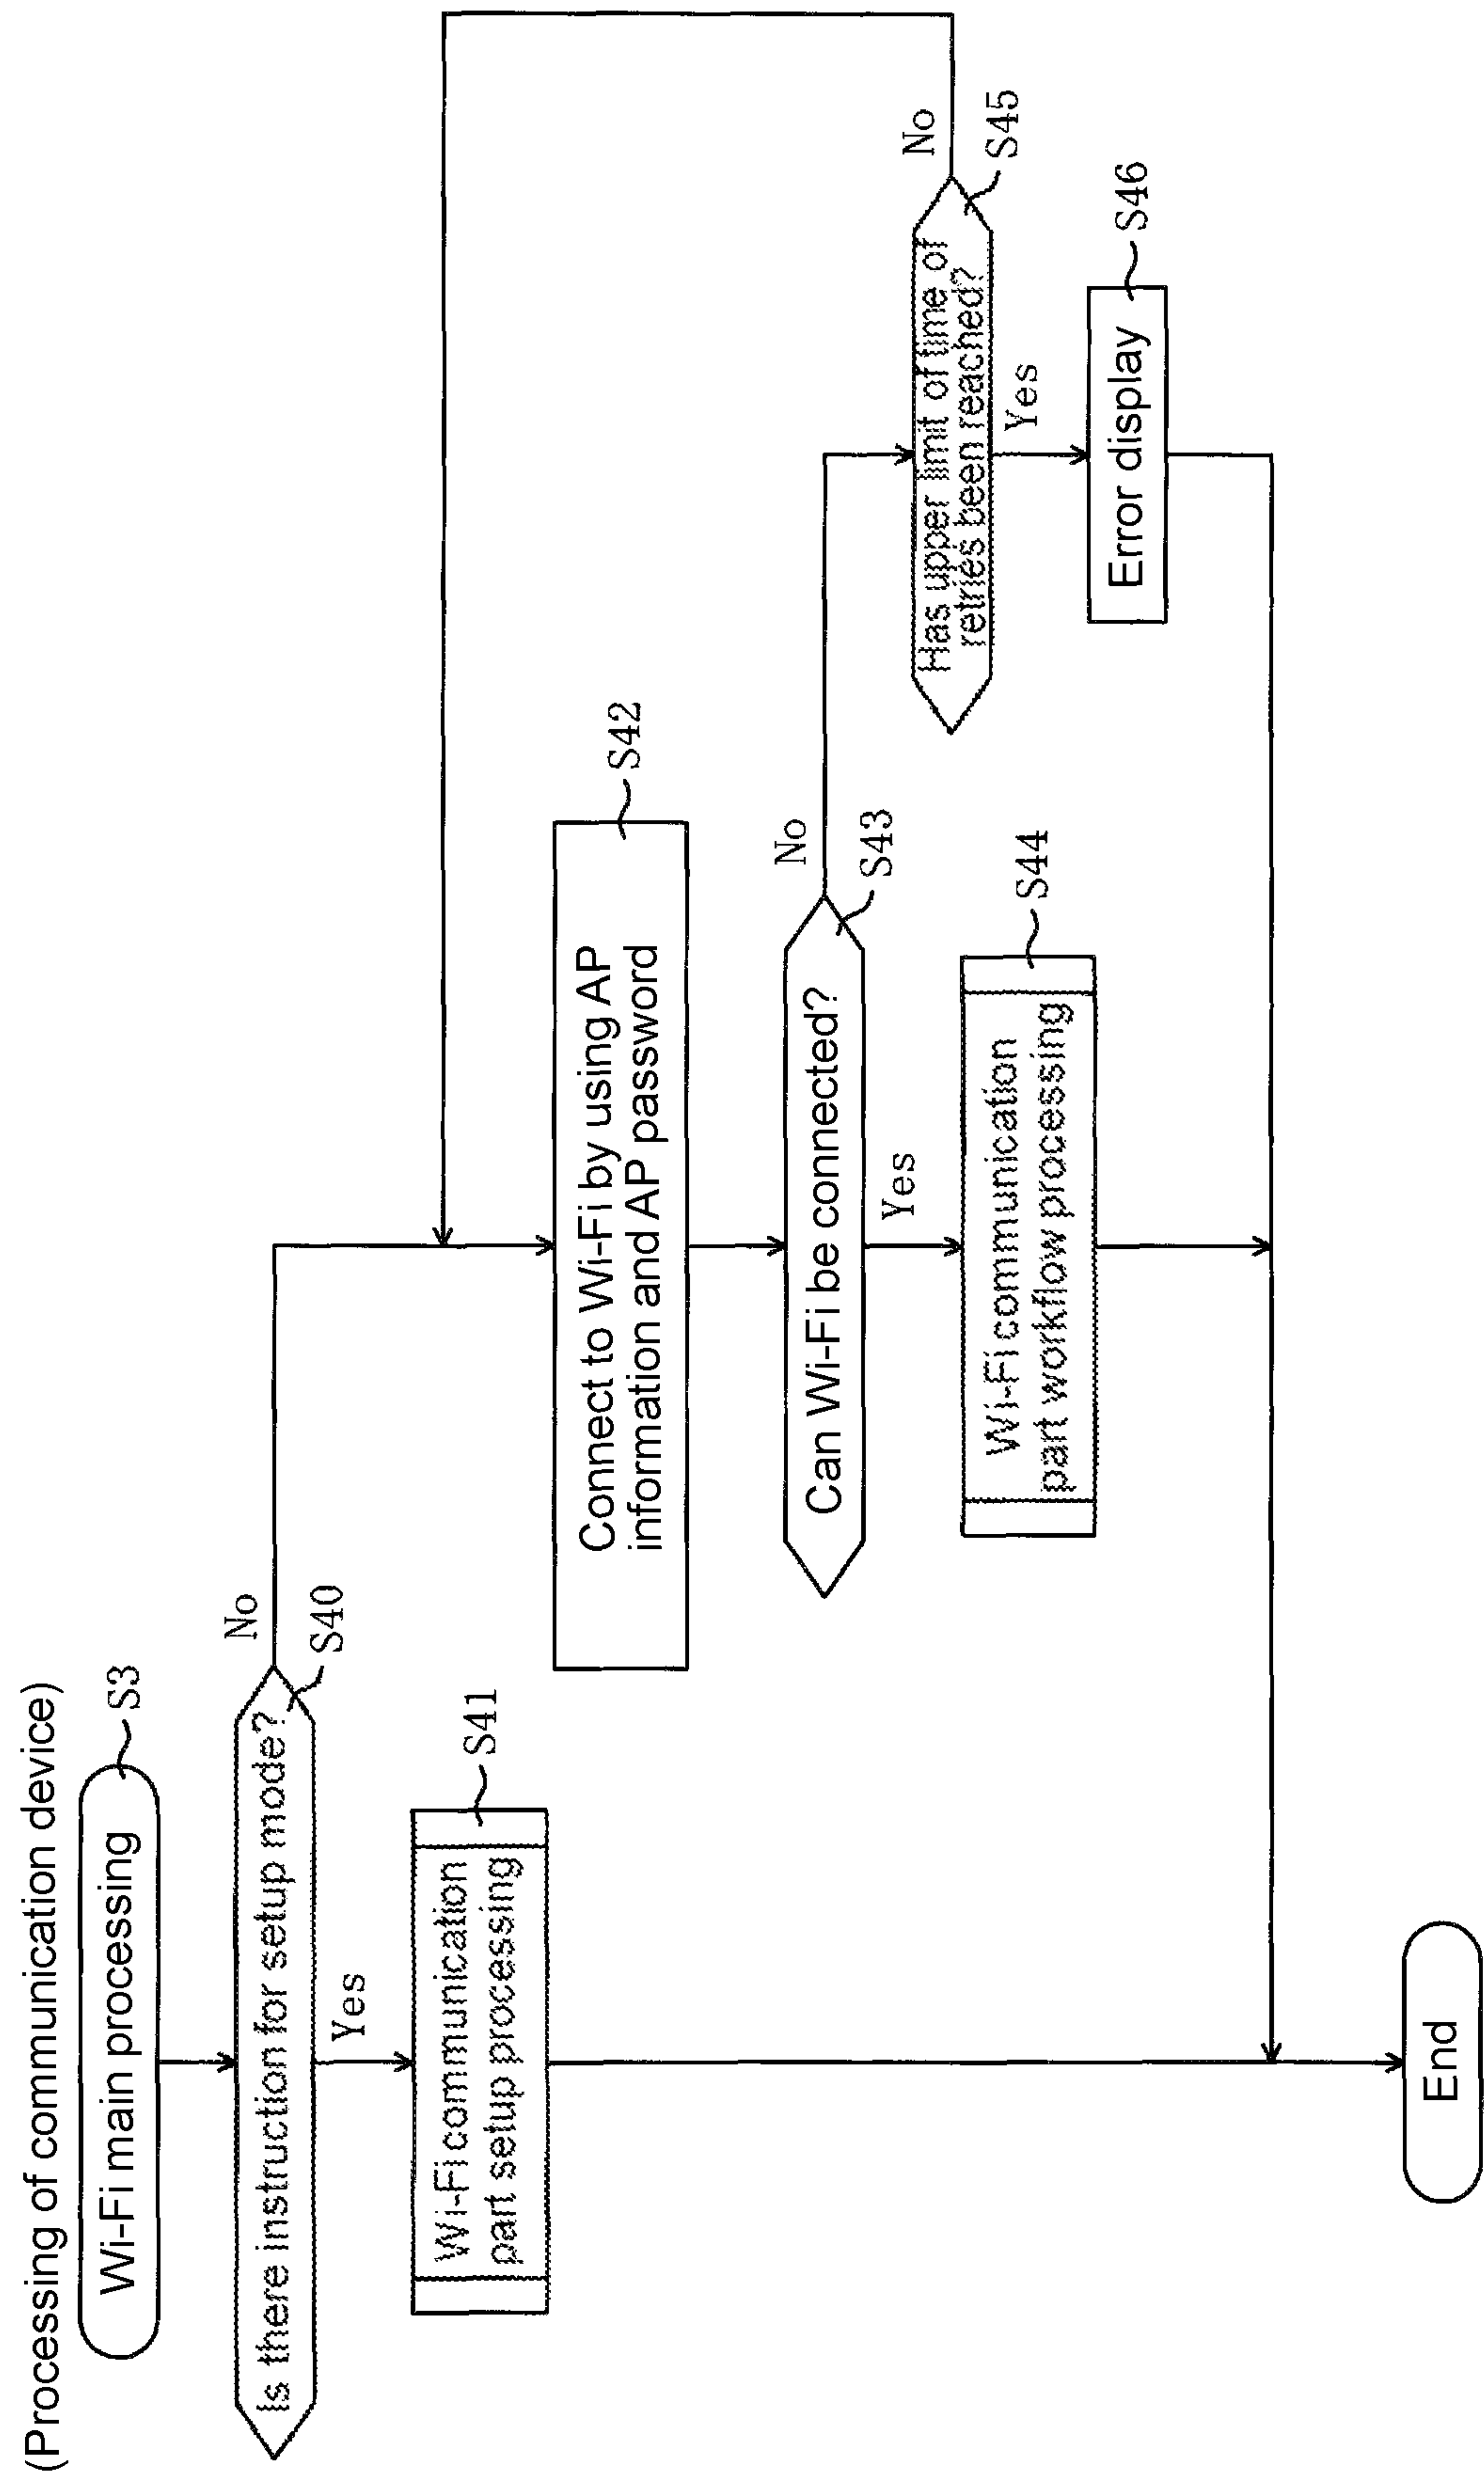 (Processing of communication device)
Wi-Fi main processing
S3
Is there instruction for setup mode?
S40
No
Yes
Wi-Fi communication
part setup processing
S41
Connect to Wi-Fi by using AP
information and AP password
S42
Can Wi-Fi be connected?
S43
No
Yes
Wi-Fi communication
part workflow processing
S44
Has upper limit of time of
retries been reached?
S45
No
Yes
Error display
S46
End